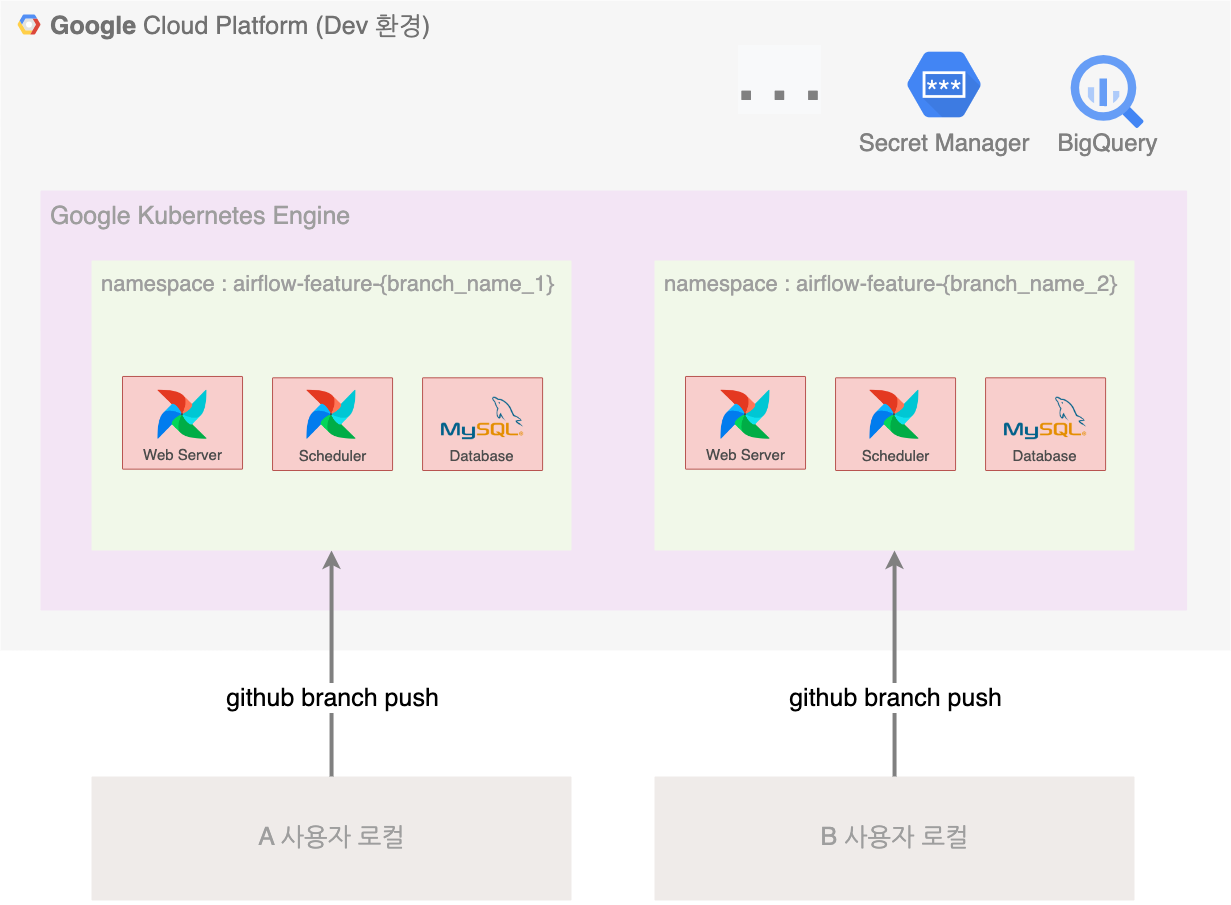 Google Cloud Platform (Dev 환경)
***
Secret Manager
BigQuery
Google Kubernetes Engine
namespace : airflow-feature-{branch_name_1}
Web Server
Scheduler
MySQL®
Database
namespace : airflow-feature-{branch_name_2}
Web Server
Scheduler
MySQL®
Database
github branch push
github branch push
A 사용자 로컬
B 사용자 로컬